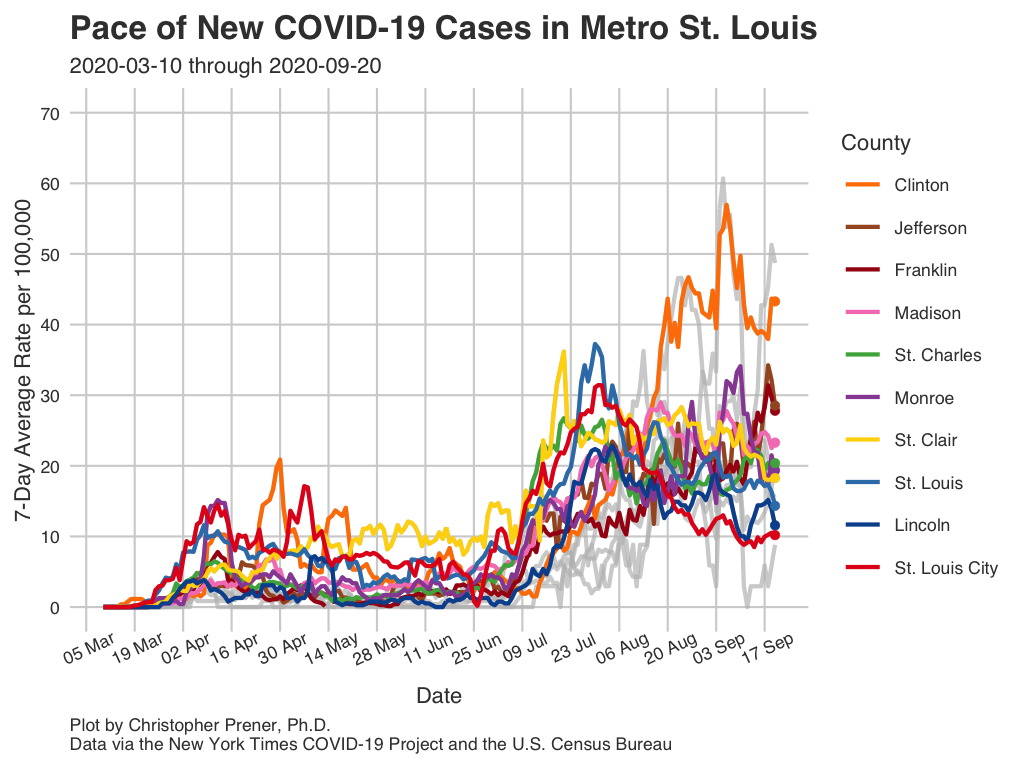 Pace of New COVID-19 Cases in Metro St. Louis
2020-03-10 through 2020-09-20
7-Day Average Rate per 100,000
70
60
50
40
30
20
10
0
05 Mar
19 Mar
02 Apr
16 Apr
30 Apr
14 May
28 May
11 Jun
25 Jun
09 Jul
23 Jul
06 Aug
20 Aug
03 Sep
17 Sep
Date
County
Clinton
Jefferson
Franklin
Madison
St. Charles
Monroe
St. Clair
St. Louis
Lincoln
St. Louis City
Plot by Christopher Prener, Ph.D.
Data via the New York Times COVID-19 Project and the U.S. Census Bureau